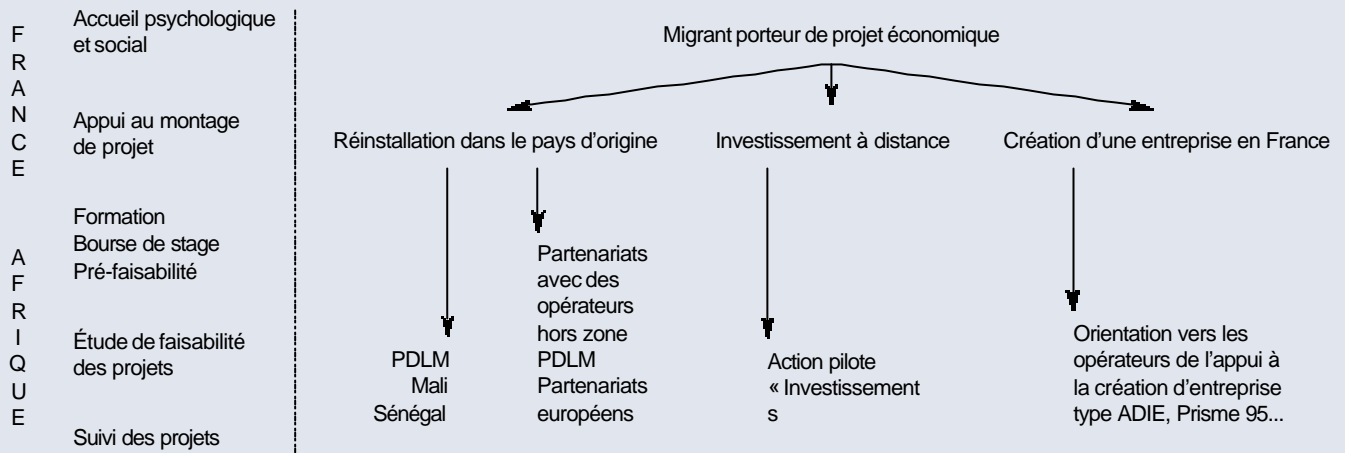 FRANCE
AFRIQUE
Accueil psychologique
et social
Appui au montage
de projet
Formation
Bourse de stage
Pré-faisabilité
Étude de faisabilité
des projets
Suivi des projets
Migrant porteur de projet économique
Réinstallation dans le pays d'origine
Investissement à distance
Création d'une entreprise en France
PDLM
Mali
Sénégal
Partenariats
avec des
opérateurs
hors zone
PDLM
Partenariats
européens
Action pilote
« Investissement
s
Orientation vers les
opérateurs de l'appui à
la création d'entreprise
type ADIE, Prisme 95...